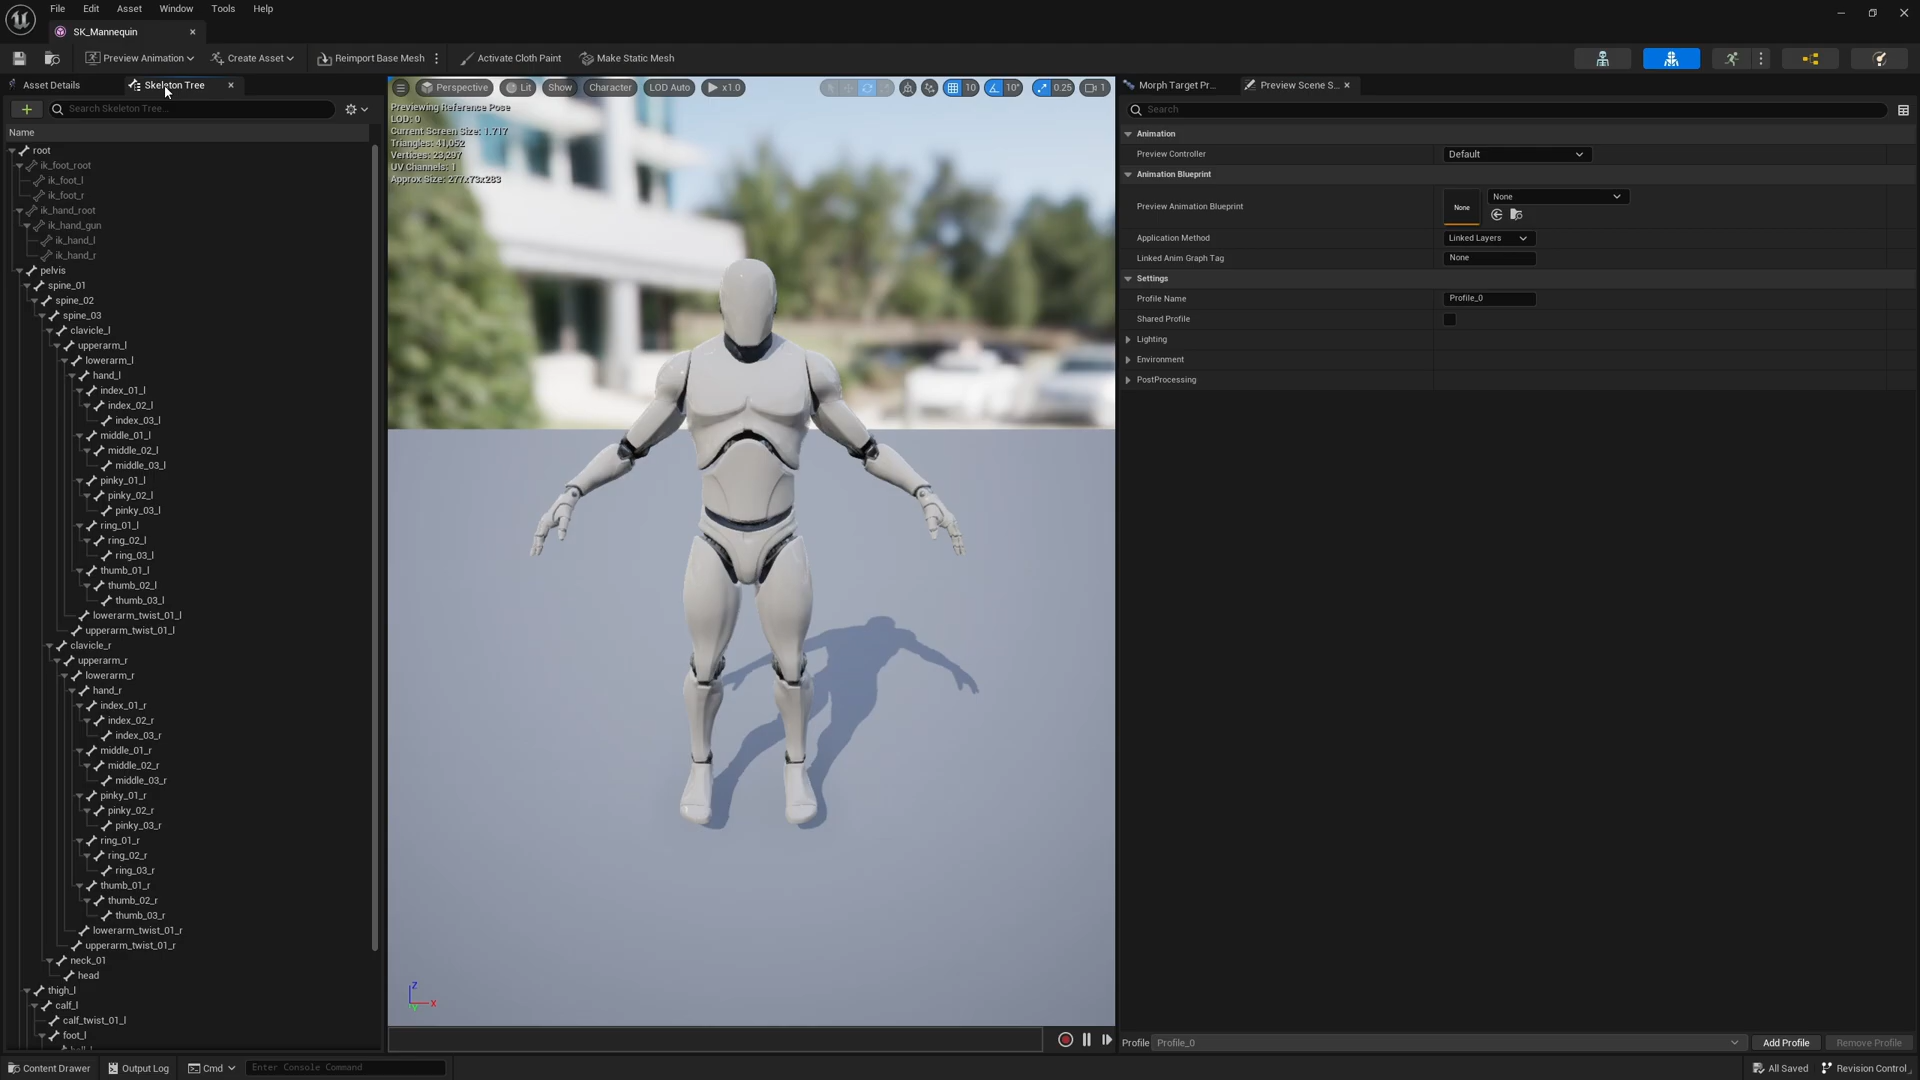 File Edit Asset Window Tools Help
SK_Mannequin
Preview Animation Create Asset Reimport Base Mesh Activate Cloth Paint Make Static Mesh
Asset Details Skeleton Tree
Search Skeleton Tree...
Name
root
ik_foot_root
ik_foot_l
ik_foot_r
ik_hand_root
ik_hand_gun
ik_hand_l
ik_hand_r
pelvis
spine_01
spine_02
spine_03
clavicle_l
upperarm_l
lowerarm_l
hand_l
index_01_l
index_02_l
index_03_l
middle_01_l
middle_02_l
middle_03_l
pinky_01_l
pinky_02_l
pinky_03_l
ring_01_l
ring_02_l
ring_03_l
thumb_01_l
thumb_02_l
thumb_03_l
lowerarm_twist_01_l
upperarm_twist_01_l
clavicle_r
upperarm_r
lowerarm_r
hand_r
index_01_r
index_02_r
index_03_r
middle_01_r
middle_02_r
middle_03_r
pinky_01_r
pinky_02_r
pinky_03_r
ring_01_r
ring_02_r
ring_03_r
thumb_01_r
thumb_02_r
thumb_03_r
lowerarm_twist_01_r
upperarm_twist_01_r
neck_01
head
thigh_l
calf_l
calf_twist_01_l
foot_l
Perspective Lit Show Character LOD Auto x1.0 10 10° 0.25 1
Previewing Reference Pose
LOD: 0
Current Screen Size: 1.717
Triangles: 41,052
Vertices: 23,297
UV Channels: 1
Approx Size: 277x73x283
Z
X
Y
Morph Target Pr... Preview Scene S...
Search
Animation
Preview Controller Default
Animation Blueprint
Preview Animation Blueprint None None
Application Method Linked Layers
Linked Anim Graph Tag None
Settings
Profile Name Profile_0
Shared Profile
Lighting
Environment
PostProcessing
Profile Profile_0 Add Profile Remove Profile
Content Drawer Output Log Cmd Enter Console Command All Saved Revision Control